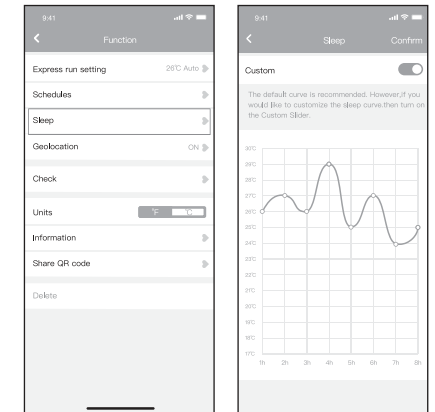 9:41
Function
Express run setting 26℃ Auto
Schedules
Sleep
Geolocation ON
Check
Units ℉ ℃
Information
Share QR code
Delete
9:41
Sleep Confirm
Custom
The default curve is recommended. However,if you
would like to customize the sleep curve.then turn on
the Custom Slider.
30℃
29℃
28℃
27℃
26℃
25℃
24℃
23℃
22℃
21℃
20℃
19℃
18℃
17℃
1h 2h 3h 4h 5h 6h 7h 8h